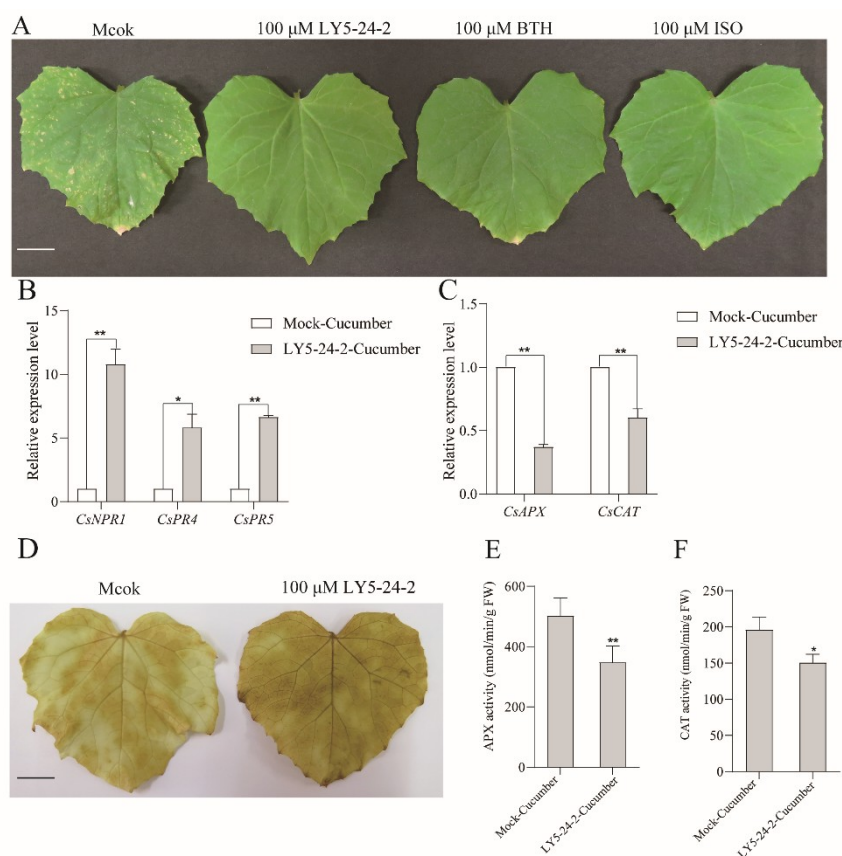 A
Mcok 100 μM LY5-24-2 100 μM BTH 100 μM ISO
B
Relative expression level
15
10
5
0
** * **
Mock-Cucumber
LY5-24-2-Cucumber
CsNPR1 CsPR4 CsPR5
C
Relative expression level
1.5
1.0
0.5
0.0
** **
Mock-Cucumber
LY5-24-2-Cucumber
CsAPX CsCAT
D
Mcok 100 μM LY5-24-2
E
APX activity (nmol/min/g FW)
600
400
200
0
**
Mock-Cucumber
LY5-24-2-Cucumber
F
CAT activity (nmol/min/g FW)
250
200
150
100
50
0
*
Mock-Cucumber
LY5-24-2-Cucumber